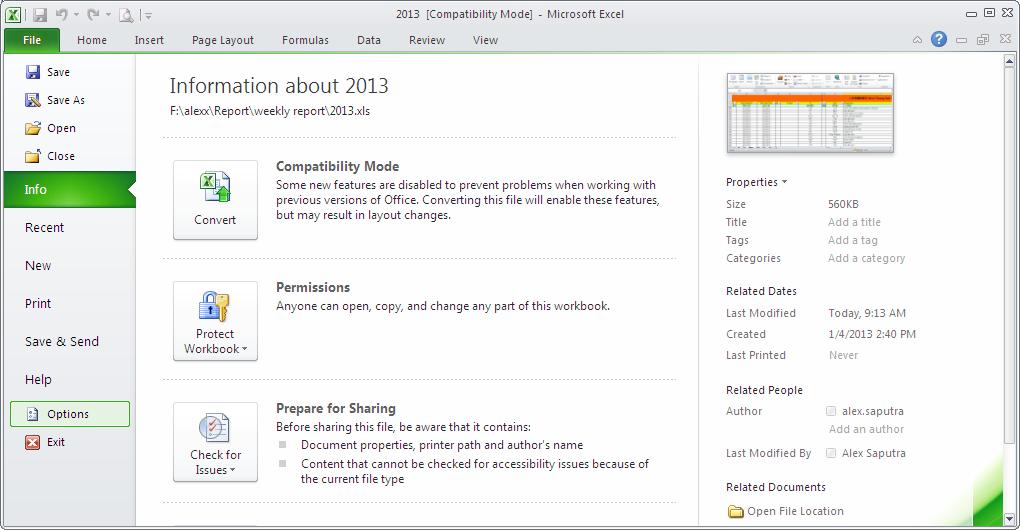 2013 [Compatibility Mode] - Microsoft Excel
File Home Insert Page Layout Formulas Data Review View
Save
Save As
Open
Close
Info
Recent
New
Print
Save & Send
Help
Options
Exit
Information about 2013
F:\alexx\Report\weekly report\2013.xls
Convert
Compatibility Mode
Some new features are disabled to prevent problems when working with
previous versions of Office. Converting this file will enable these features,
but may result in layout changes.
Protect
Workbook
Permissions
Anyone can open, copy, and change any part of this workbook.
Check for
Issues
Prepare for Sharing
Before sharing this file, be aware that it contains:
Document properties, printer path and author's name
Content that cannot be checked for accessibility issues because of
the current file type
Properties
Size 560KB
Title Add a title
Tags Add a tag
Categories Add a category
Related Dates
Last Modified Today, 9:13 AM
Created 1/4/2013 2:40 PM
Last Printed Never
Related People
Author alex.saputra
Add an author
Last Modified By Alex Saputra
Related Documents
Open File Location